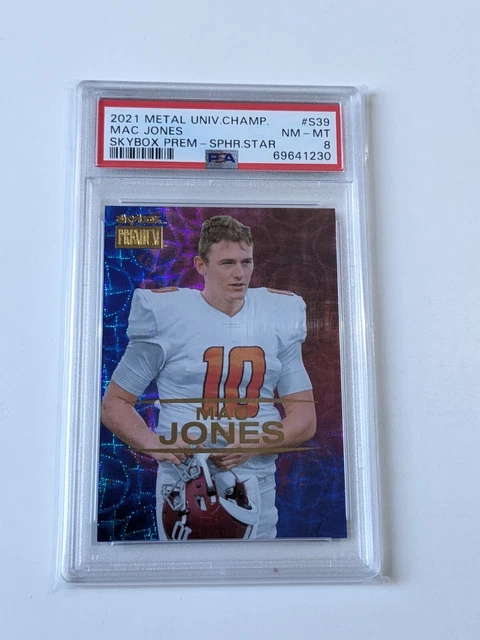 2021 METAL UNIV.CHAMP. #S39
MAC JONES NM - MT
SKYBOX PREM - SPHR.STAR 8
PSA 69641230
skybox
PREMIUM
10
MAC
JONES